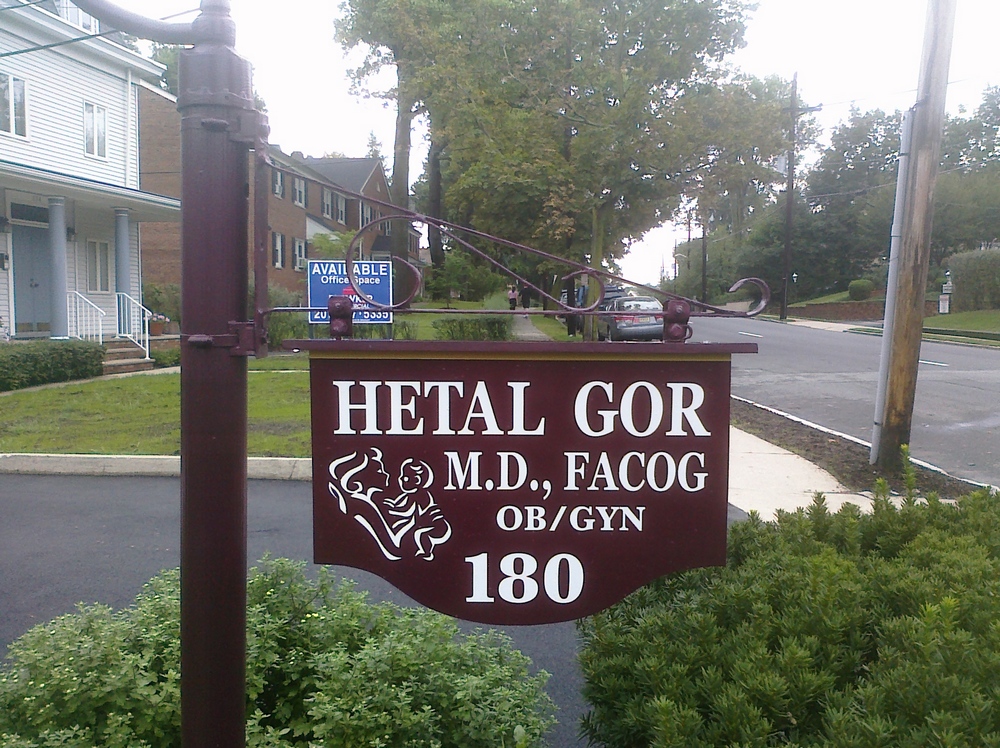 AVAILABLE
Office Space
HETAL GOR
M.D., FACOG
OB/GYN
180